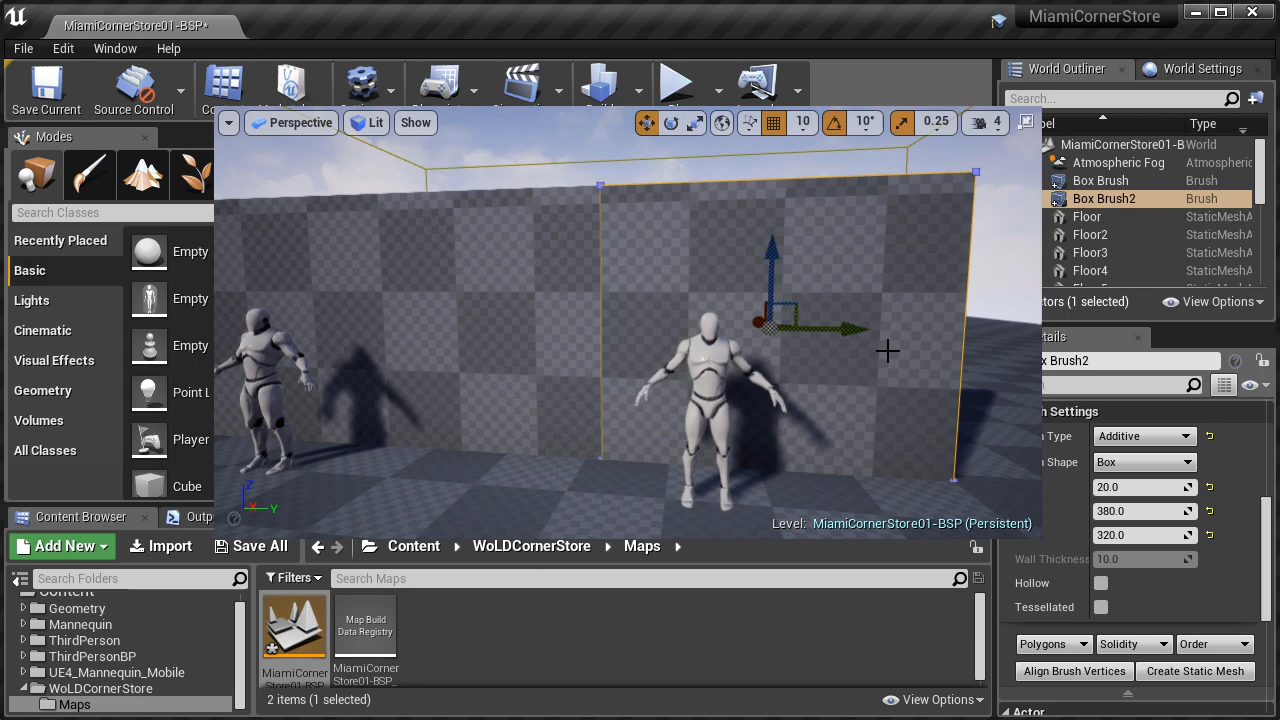 MiamiCornerStore01-BSP*
MiamiCornerStore
File Edit Window Help
Save Current
Source Control
World Outliner
World Settings
Search...
Type
MiamiCornerStore01-B
World
Atmospheric Fog
Atmospheric
Box Brush
Brush
Box Brush2
Brush
Floor
StaticMeshA
Floor2
StaticMeshA
Floor3
StaticMeshA
Floor4
StaticMeshA
(1 selected)
View Options
Modes
Search Classes
Recently Placed
Basic
Lights
Cinematic
Visual Effects
Geometry
Volumes
All Classes
Empty
Empty
Empty
Point L
Player
Cube
Perspective
Lit
Show
10
10°
0.25
4
Z
X
Y
Level: MiamiCornerStore01-BSP (Persistent)
x Brush2
Settings
Type
Additive
Shape
Box
20.0
380.0
320.0
Wall Thickness
10.0
Hollow
Tessellated
Polygons
Solidity
Order
Align Brush Vertices
Create Static Mesh
Actor
Content Browser
Outp
Add New
Import
Save All
Content
WoLDCornerStore
Maps
Search Folders
Filters
Search Maps
Content
Geometry
Mannequin
ThirdPerson
ThirdPersonBP
UE4_Mannequin_Mobile
WoLDCornerStore
Maps
MiamiCorner
Store01-BSP
Map Build
Data Registry
MiamiCorner
Store01-BSP_
2 items (1 selected)
View Options